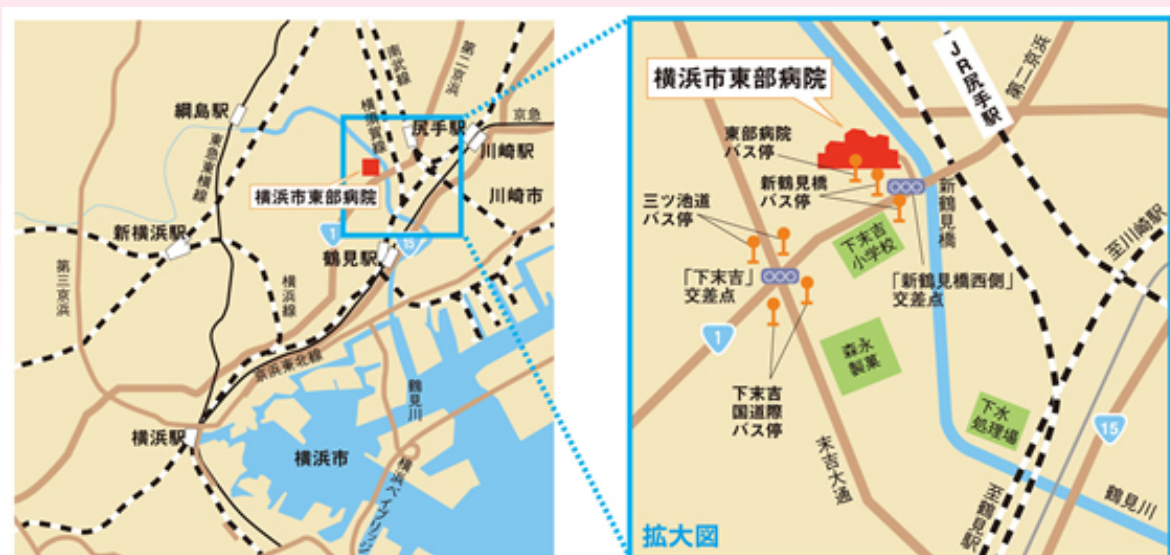 綱島駅
東急東横線
南武線
横須賀線
第二京浜
尻手駅
京急
川崎駅
川崎市
横浜市東部病院
1
15
新横浜駅
鶴見駅
第三京浜
横浜線
京浜東北線
鶴見川
横浜駅
横浜市
横浜ベイブリッジ
横浜市東部病院
JR尻手駅
第二京浜
東部病院
バス停
新鶴見橋
バス停
新鶴見橋
三ツ池道
バス停
下末吉
小学校
至川崎駅
「下末吉」
交差点
「新鶴見橋西側」
交差点
1
森永
製菓
下末吉
国道際
バス停
下水
処理場
15
末吉大通
至鶴見駅
鶴見川
拡大図